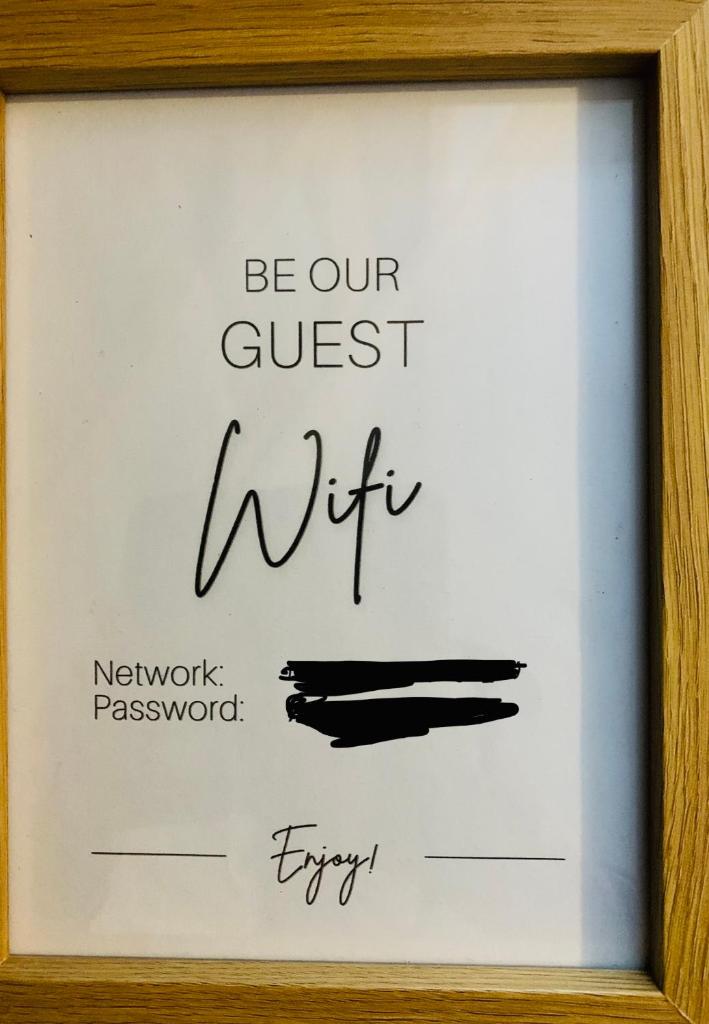 BE OUR
GUEST
Wifi
Network:
Password:
Enjoy!